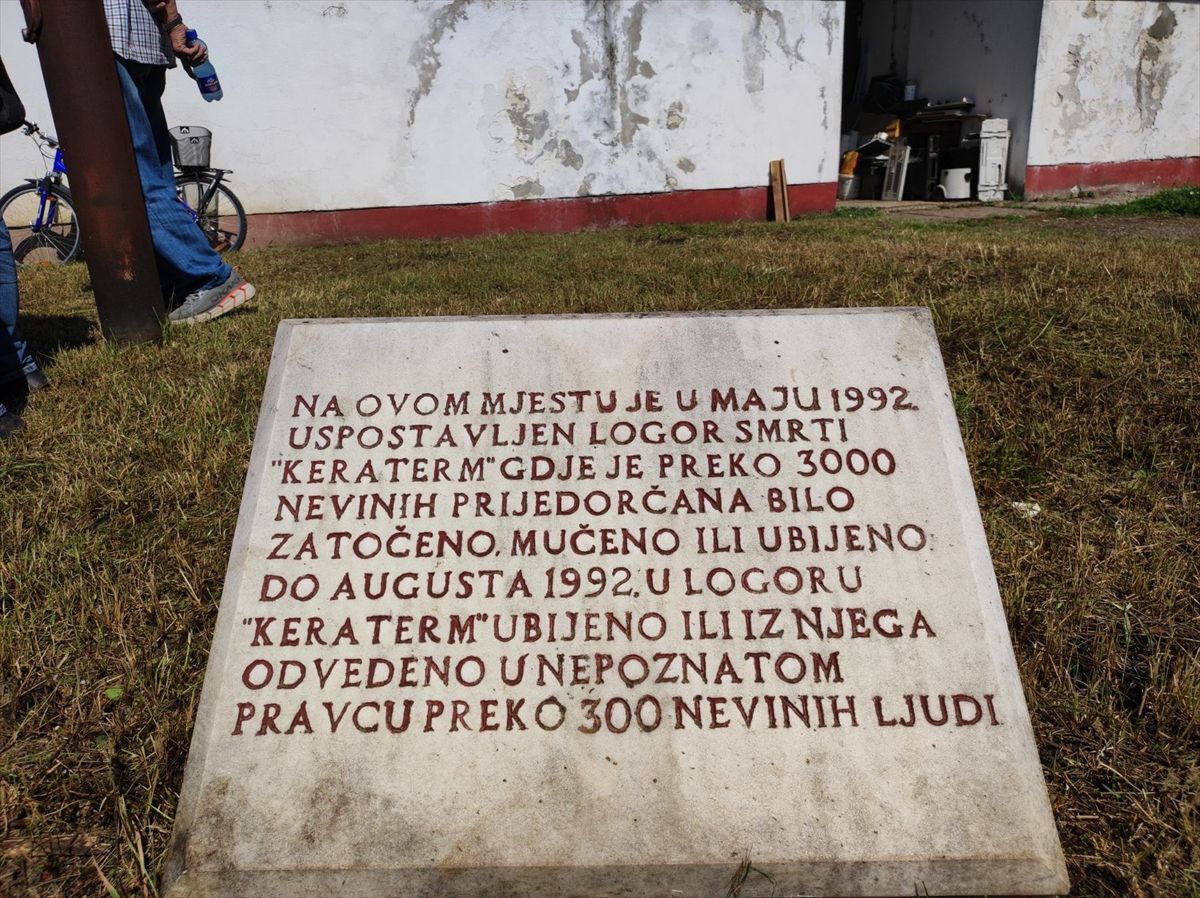 NA OVOM MJESTU JE U MAJU 1992.
USPOSTAVLJEN LOGOR SMRTI
"KERATERM" GDJE JE PREKO 3000
NEVINIH PRIJEDORČANA BILO
ZATOČENO, MUČENO ILI UBIJENO
DO AUGUSTA 1992. U LOGORU
"KERATERM" UBIJENO ILI IZ NJEGA
ODVEDENO U NEPOZNATOM
PRAVCU PREKO 300 NEVINIH LJUDI.